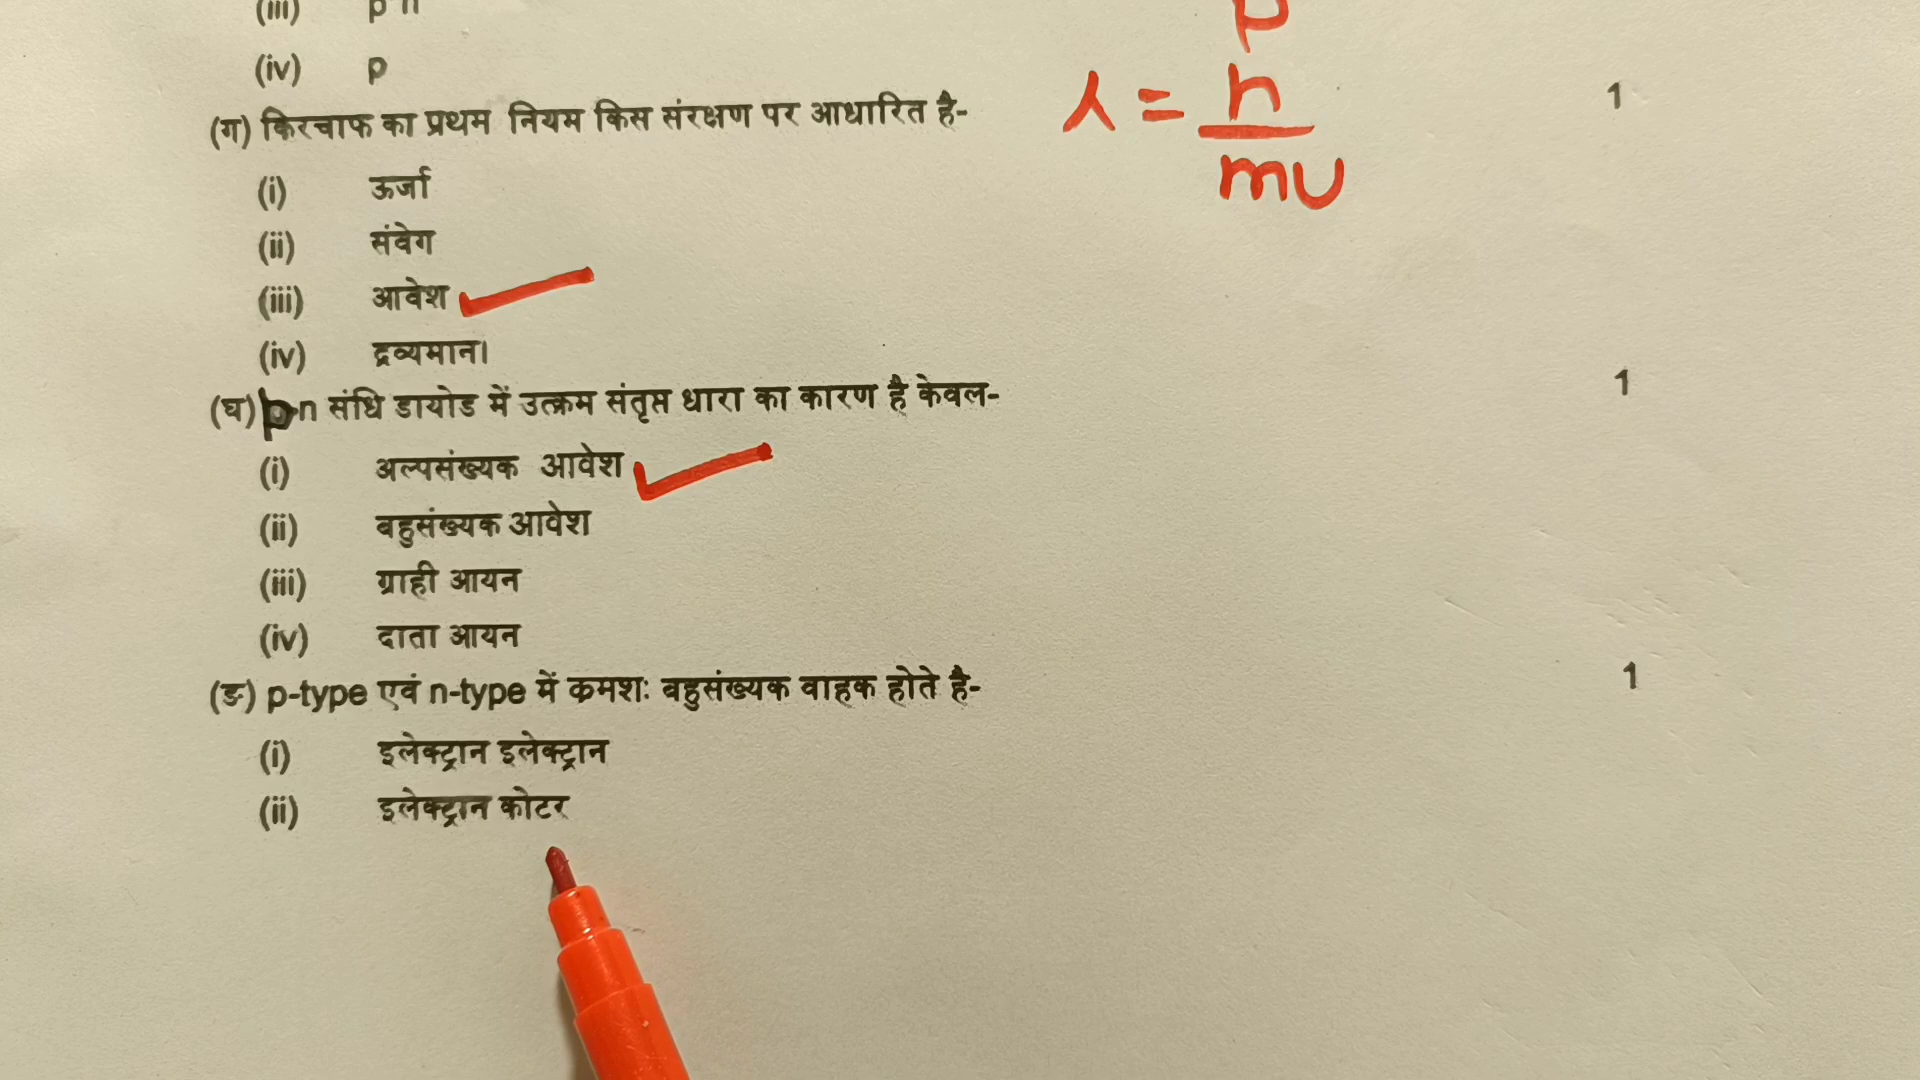 (iii) p n
(iv) p
(ग) किरचाफ का प्रथम नियम किस संरक्षण पर आधारित है- 1
(i) ऊर्जा
(ii) संवेग
(iii) आवेश
(iv) द्रव्यमान।
(घ) p-n संधि डायोड में उत्क्रम संतृप्त धारा का कारण है केवल- 1
(i) अल्पसंख्यक आवेश
(ii) बहुसंख्यक आवेश
(iii) ग्राही आयन
(iv) दाता आयन
(ङ) p-type एवं n-type में क्रमशः बहुसंख्यक वाहक होते है- 1
(i) इलेक्ट्रान इलेक्ट्रान
(ii) इलेक्ट्रान कोटर
p
λ = h
mυ